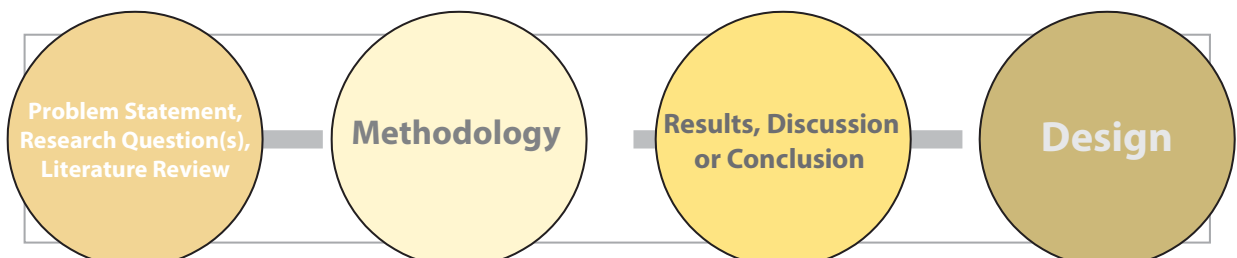 Problem Statement,
Research Question(s),
Literature Review
Methodology
Results, Discussion
or Conclusion
Design